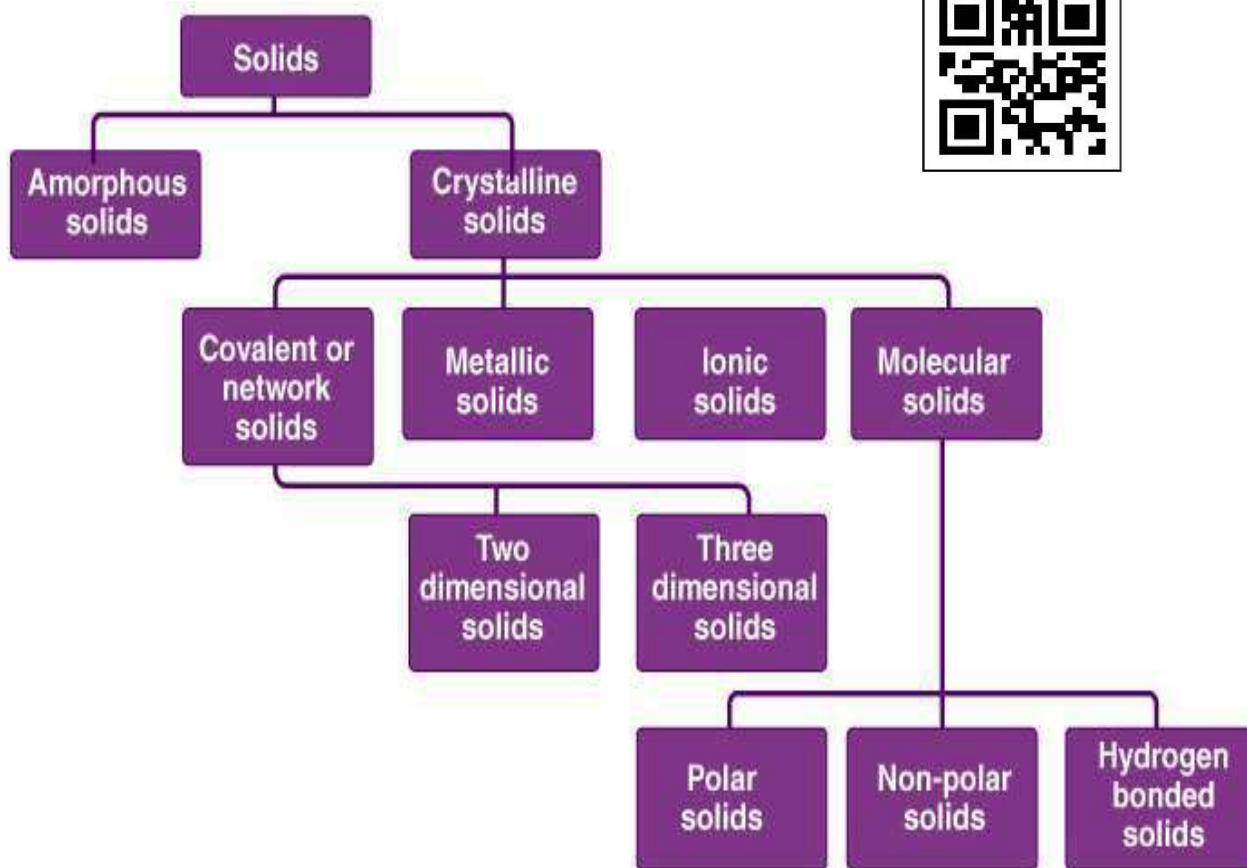 Solids
Amorphous
solids
Crystalline
solids
Covalent or
network
solids
Metallic
solids
Ionic
solids
Molecular
solids
Two
dimensional
solids
Three
dimensional
solids
Polar
solids
Non-polar
solids
Hydrogen
bonded
solids